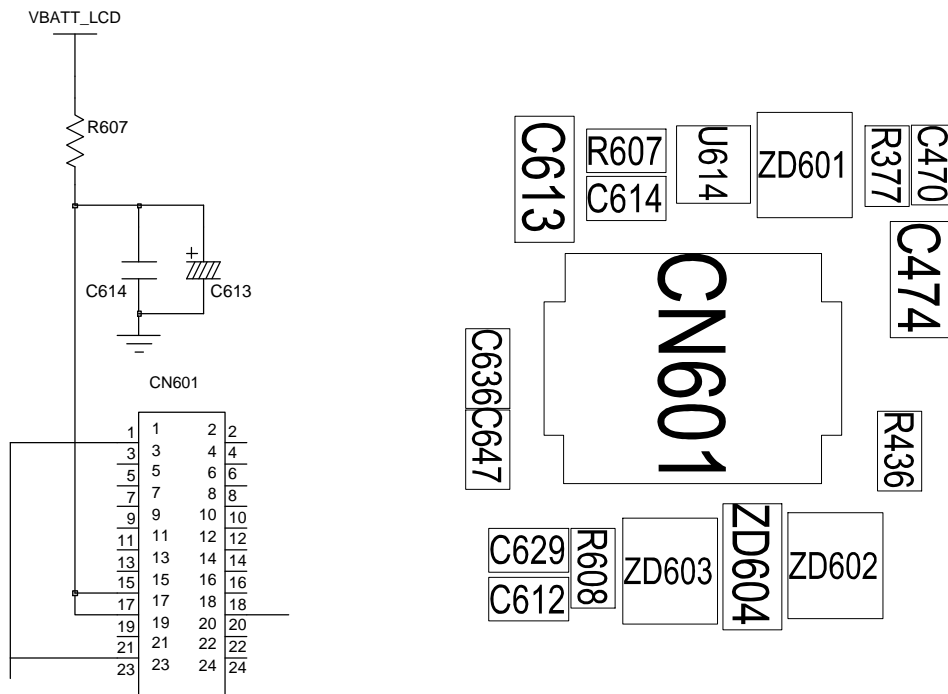 VBATT_LCD
R607
+
C614 C613
CN601
1 1 2 2
3 3 4 4
5 5 6 6
7 7 8 8
9 9 10 10
11 11 12 12
13 13 14 14
15 15 16 16
17 17 18 18
19 19 20 20
21 21 22 22
23 23 24 24
C613
R607
C614
U614
ZD601
R377
C470
C474
CN601
C636
C647
R436
C629
C612
R608
ZD603
ZD604
ZD602